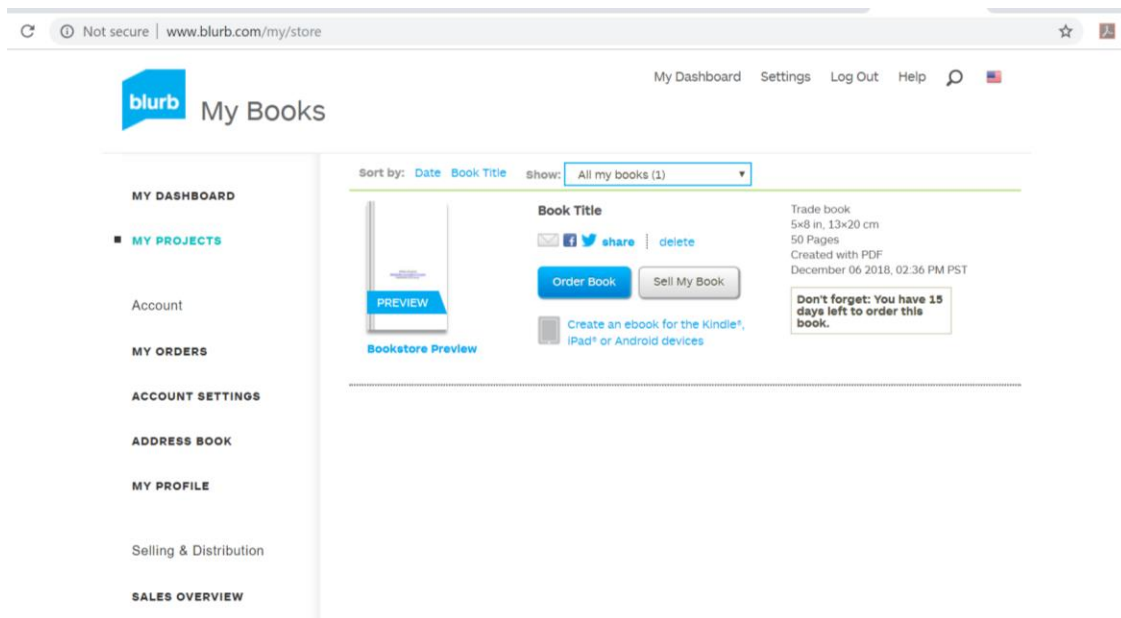 Not secure | www.blurb.com/my/store
My Dashboard Settings Log Out Help
blurb My Books
MY DASHBOARD
MY PROJECTS
Account
MY ORDERS
ACCOUNT SETTINGS
ADDRESS BOOK
MY PROFILE
Selling & Distribution
SALES OVERVIEW
Sort by: Date Book Title Show: All my books (1)
PREVIEW
Bookstore Preview
Book Title
share delete
Order Book Sell My Book
Create an ebook for the Kindle®,
iPad® or Android devices
Trade book
5×8 in, 13×20 cm
50 Pages
Created with PDF
December 06 2018, 02:36 PM PST
Don't forget: You have 15
days left to order this
book.